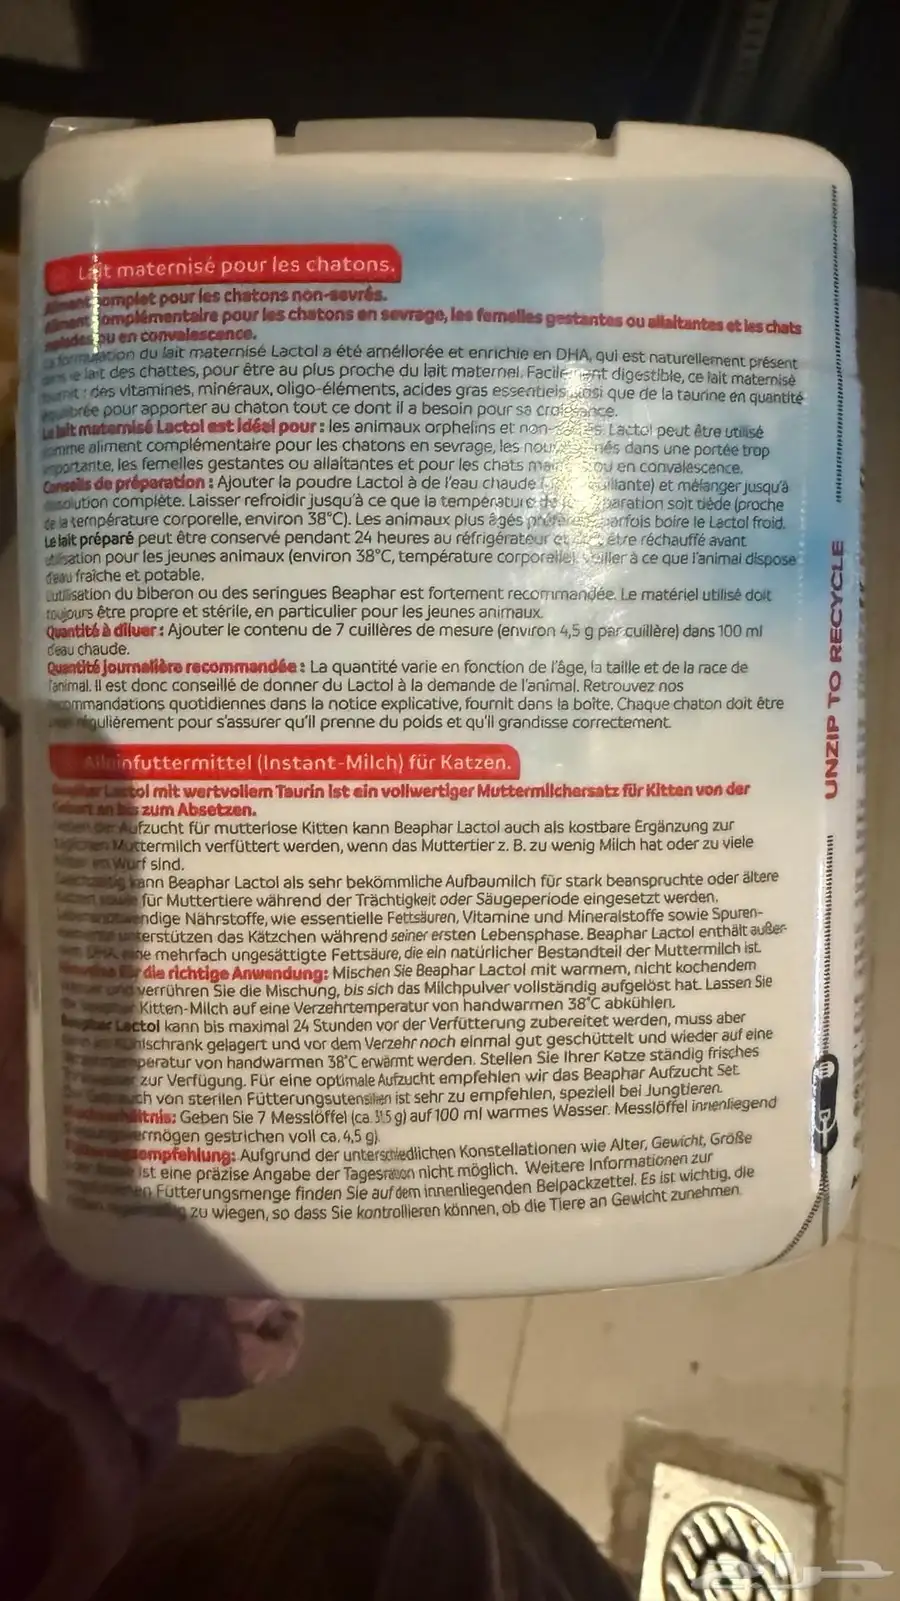 Lait maternisé pour les chatons.
complet pour les chatons non-sevrés.
complémentaire pour les chatons en sevrage, les femelles gestantes ou allaitantes et les chats
ou en convalescence.
formulation du lait maternisé Lactol a été améliorée et enrichie en DHA, qui est naturellement présent
le lait des chattes, pour être au plus proche du lait maternel. Facilement digestible, ce lait maternisé
: des vitamines, minéraux, oligo-éléments, acides gras essentiels ainsi que de la taurine en quantité
pour apporter au chaton tout ce dont il a besoin pour sa croissance.
Le lait maternisé Lactol est idéal pour : les animaux orphelins et non- Lactol peut être utilisé
comme aliment complémentaire pour les chatons en sevrage, les dans une portée trop
importante, les femelles gestantes ou allaitantes et pour les chats ou en convalescence.
Conseils de préparation : Ajouter la poudre Lactol à de l'eau chaude et mélanger jusqu'à
dissolution complète. Laisser refroidir jusqu'à ce que la température de la préparation soit tiède (proche
de la température corporelle, environ 38°C). Les animaux plus âgés préfèrent parfois boire le Lactol froid.
Le lait préparé peut être conservé pendant 24 heures au réfrigérateur et être réchauffé avant
utilisation pour les jeunes animaux (environ 38°C, température corporelle). Veiller à ce que l'animal dispose
d'eau fraîche et potable.
L'utilisation du biberon ou des seringues Beaphar est fortement recommandée. Le matériel utilisé doit
toujours être propre et stérile, en particulier pour les jeunes animaux.
Quantité à diluer : Ajouter le contenu de 7 cuillères de mesure (environ 4,5 g par cuillère) dans 100 ml
d'eau chaude.
Quantité journalière recommandée : La quantité varie en fonction de l'âge, la taille et de la race de
l'animal. Il est donc conseillé de donner du Lactol à la demande de l'animal. Retrouvez nos
recommandations quotidiennes dans la notice explicative, fournit dans la boîte. Chaque chaton doit être
régulièrement pour s'assurer qu'il prenne du poids et qu'il grandisse correctement.
Alleinfuttermittel (Instant-Milch) für Katzen.
Beaphar Lactol mit wertvollem Taurin ist ein vollwertiger Muttermilchersatz für Kitten von der
Geburt an bis zum Absetzen.
Aufzucht für mutterlose Kitten kann Beaphar Lactol auch als kostbare Ergänzung zur
Muttermilch verfüttert werden, wenn das Muttertier z. B. zu wenig Milch hat oder zu viele
Wurf sind.
kann Beaphar Lactol als sehr bekömmliche Aufbaumilch für stark beanspruchte oder ältere
für Muttertiere während der Trächtigkeit oder Säugeperiode eingesetzt werden.
Nährstoffe, wie essentielle Fettsäuren, Vitamine und Mineralstoffe sowie Spuren-
unterstützen das Kätzchen während seiner ersten Lebensphase. Beaphar Lactol enthält außer-
DHA, eine mehrfach ungesättigte Fettsäure, die ein natürlicher Bestandteil der Muttermilch ist.
für die richtige Anwendung: Mischen Sie Beaphar Lactol mit warmem, nicht kochendem
und verrühren Sie die Mischung, bis sich das Milchpulver vollständig aufgelöst hat. Lassen Sie
Kitten-Milch auf eine Verzehrtemperatur von handwarmen 38°C abkühlen.
Beaphar Lactol kann bis maximal 24 Stunden vor der Verfütterung zubereitet werden, muss aber
Kühlschrank gelagert und vor dem Verzehr noch einmal gut geschüttelt und wieder auf eine
von handwarmen 38°C erwärmt werden. Stellen Sie Ihrer Katze ständig frisches
zur Verfügung. Für eine optimale Aufzucht empfehlen wir das Beaphar Aufzucht Set.
Der Gebrauch von sterilen Fütterungsutensilien ist sehr zu empfehlen, speziell bei Jungtieren.
Geben Sie 7 Messlöffel (ca. 31,5 g) auf 100 ml warmes Wasser. Messlöffel innenliegend
gestrichen voll ca. 4,5 g).
Aufgrund der unterschiedlichen Konstellationen wie Alter, Gewicht, Größe
ist eine präzise Angabe der Tagesration nicht möglich. Weitere Informationen zur
Fütterungsmenge finden Sie auf dem innenliegenden Beipackzettel. Es ist wichtig, die
zu wiegen, so dass Sie kontrollieren können, ob die Tiere an Gewicht zunehmen.
UNZIP TO RECYCLE
حراج